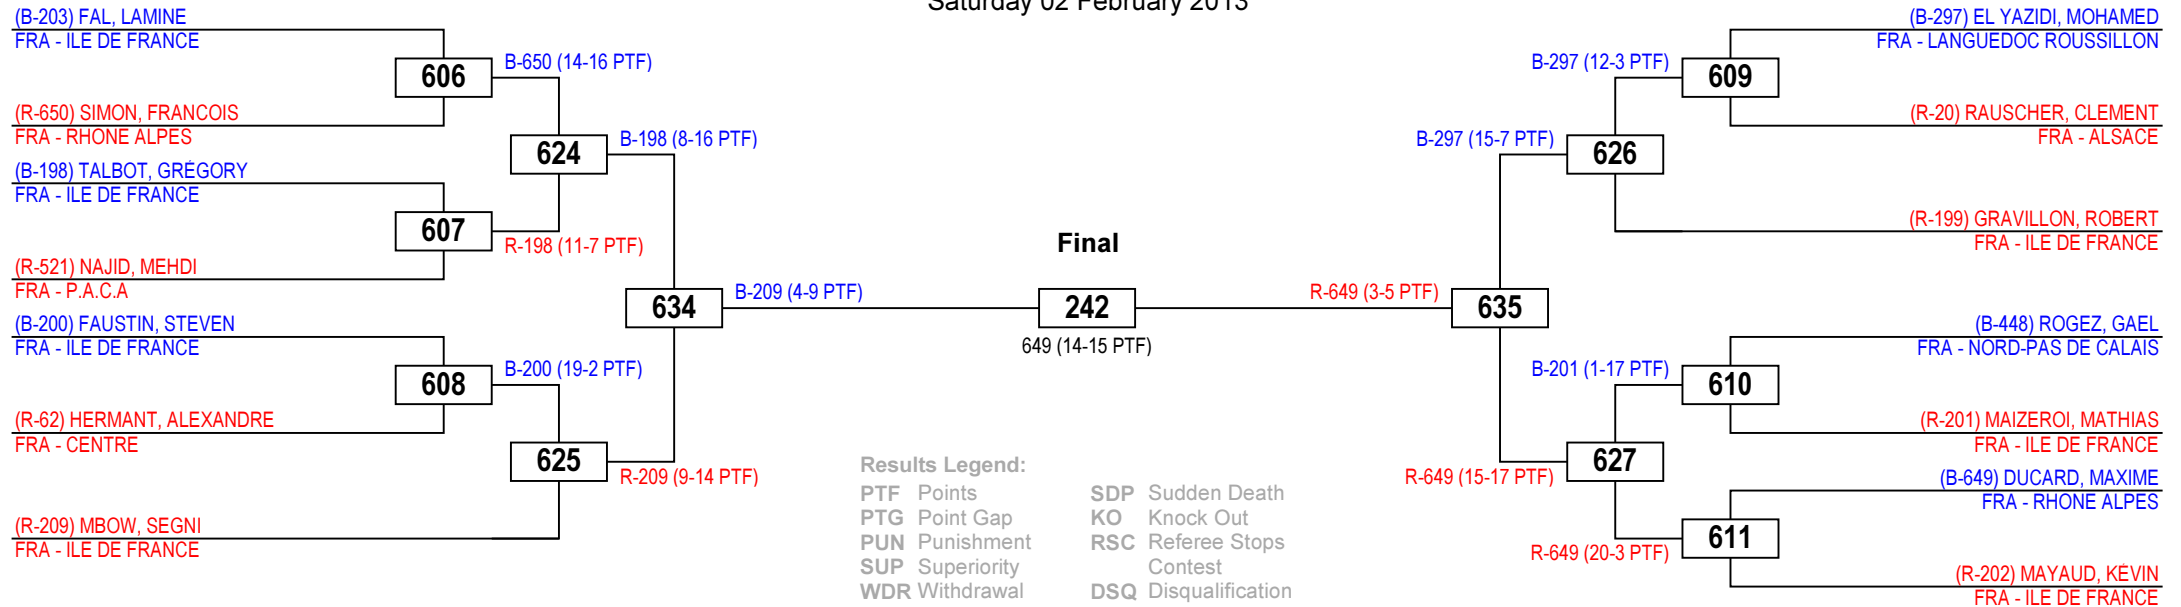 Saturday 02 February 2013
(B-203) FAL, LAMINE
FRA - ILE DE FRANCE
606
B-650 (14-16 PTF)
(R-650) SIMON, FRANCOIS
FRA - RHONE ALPES
624
B-198 (8-16 PTF)
(B-198) TALBOT, GRÉGORY
FRA - ILE DE FRANCE
607
R-198 (11-7 PTF)
(R-521) NAJID, MEHDI
FRA - P.A.C.A
634
B-209 (4-9 PTF)
(B-200) FAUSTIN, STEVEN
FRA - ILE DE FRANCE
608
B-200 (19-2 PTF)
(R-62) HERMANT, ALEXANDRE
FRA - CENTRE
625
R-209 (9-14 PTF)
(R-209) MBOW, SEGNI
FRA - ILE DE FRANCE
Final
242
649 (14-15 PTF)
(B-297) EL YAZIDI, MOHAMED
FRA - LANGUEDOC ROUSSILLON
B-297 (12-3 PTF)
609
(R-20) RAUSCHER, CLEMENT
FRA - ALSACE
B-297 (15-7 PTF)
626
(R-199) GRAVILLON, ROBERT
FRA - ILE DE FRANCE
R-649 (3-5 PTF)
635
(B-448) ROGEZ, GAEL
FRA - NORD-PAS DE CALAIS
B-201 (1-17 PTF)
610
(R-201) MAIZEROI, MATHIAS
FRA - ILE DE FRANCE
R-649 (15-17 PTF)
627
(B-649) DUCARD, MAXIME
FRA - RHONE ALPES
R-649 (20-3 PTF)
611
(R-202) MAYAUD, KÉVIN
FRA - ILE DE FRANCE
Results Legend:
PTF Points
PTG Point Gap
PUN Punishment
SUP Superiority
WDR Withdrawal
SDP Sudden Death
KO Knock Out
RSC Referee Stops
Contest
DSQ Disqualification